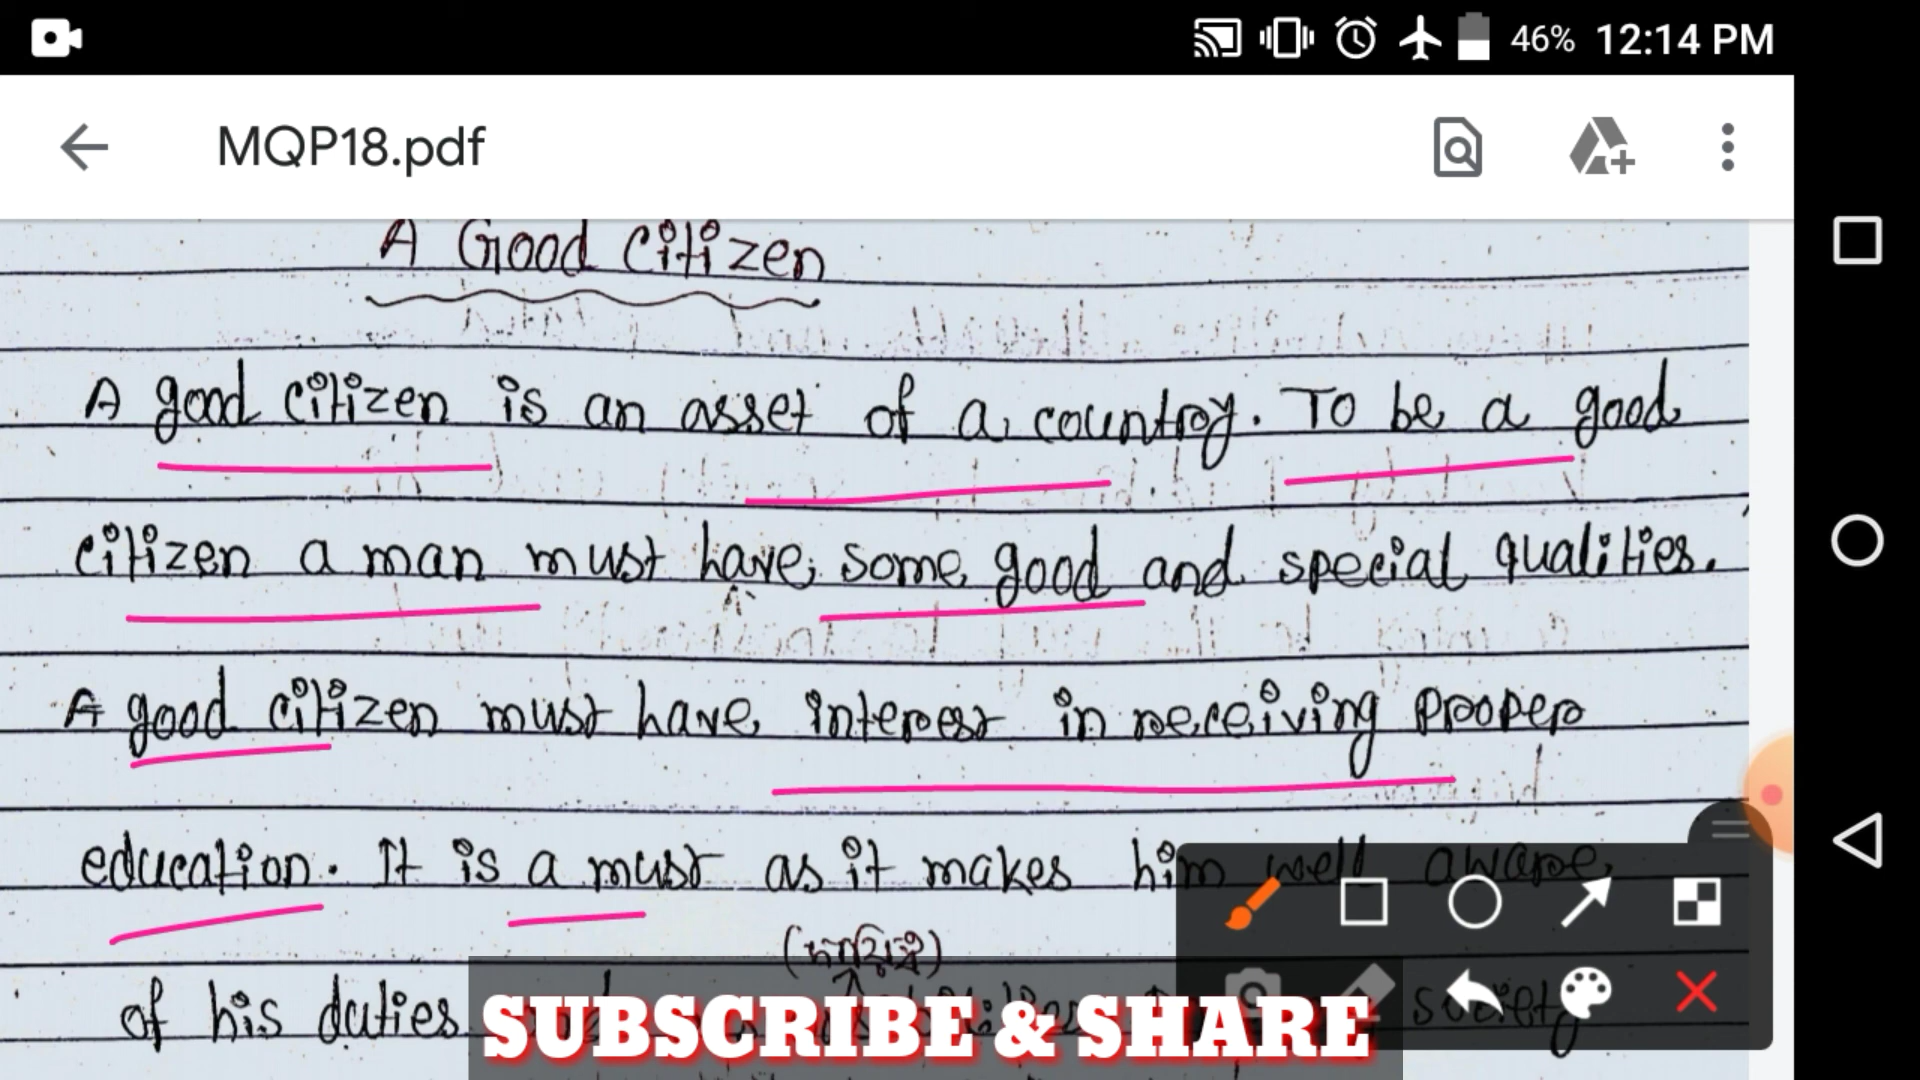 46% 12:14 PM
MQP18.pdf
A Good Citizen
A good citizen is an asset of a country. To be a good
citizen a man must have some good and special qualities.
A good citizen must have interest in receiving proper
education. It is a must as it makes him well aware
of his duties society
SUBSCRIBE & SHARE